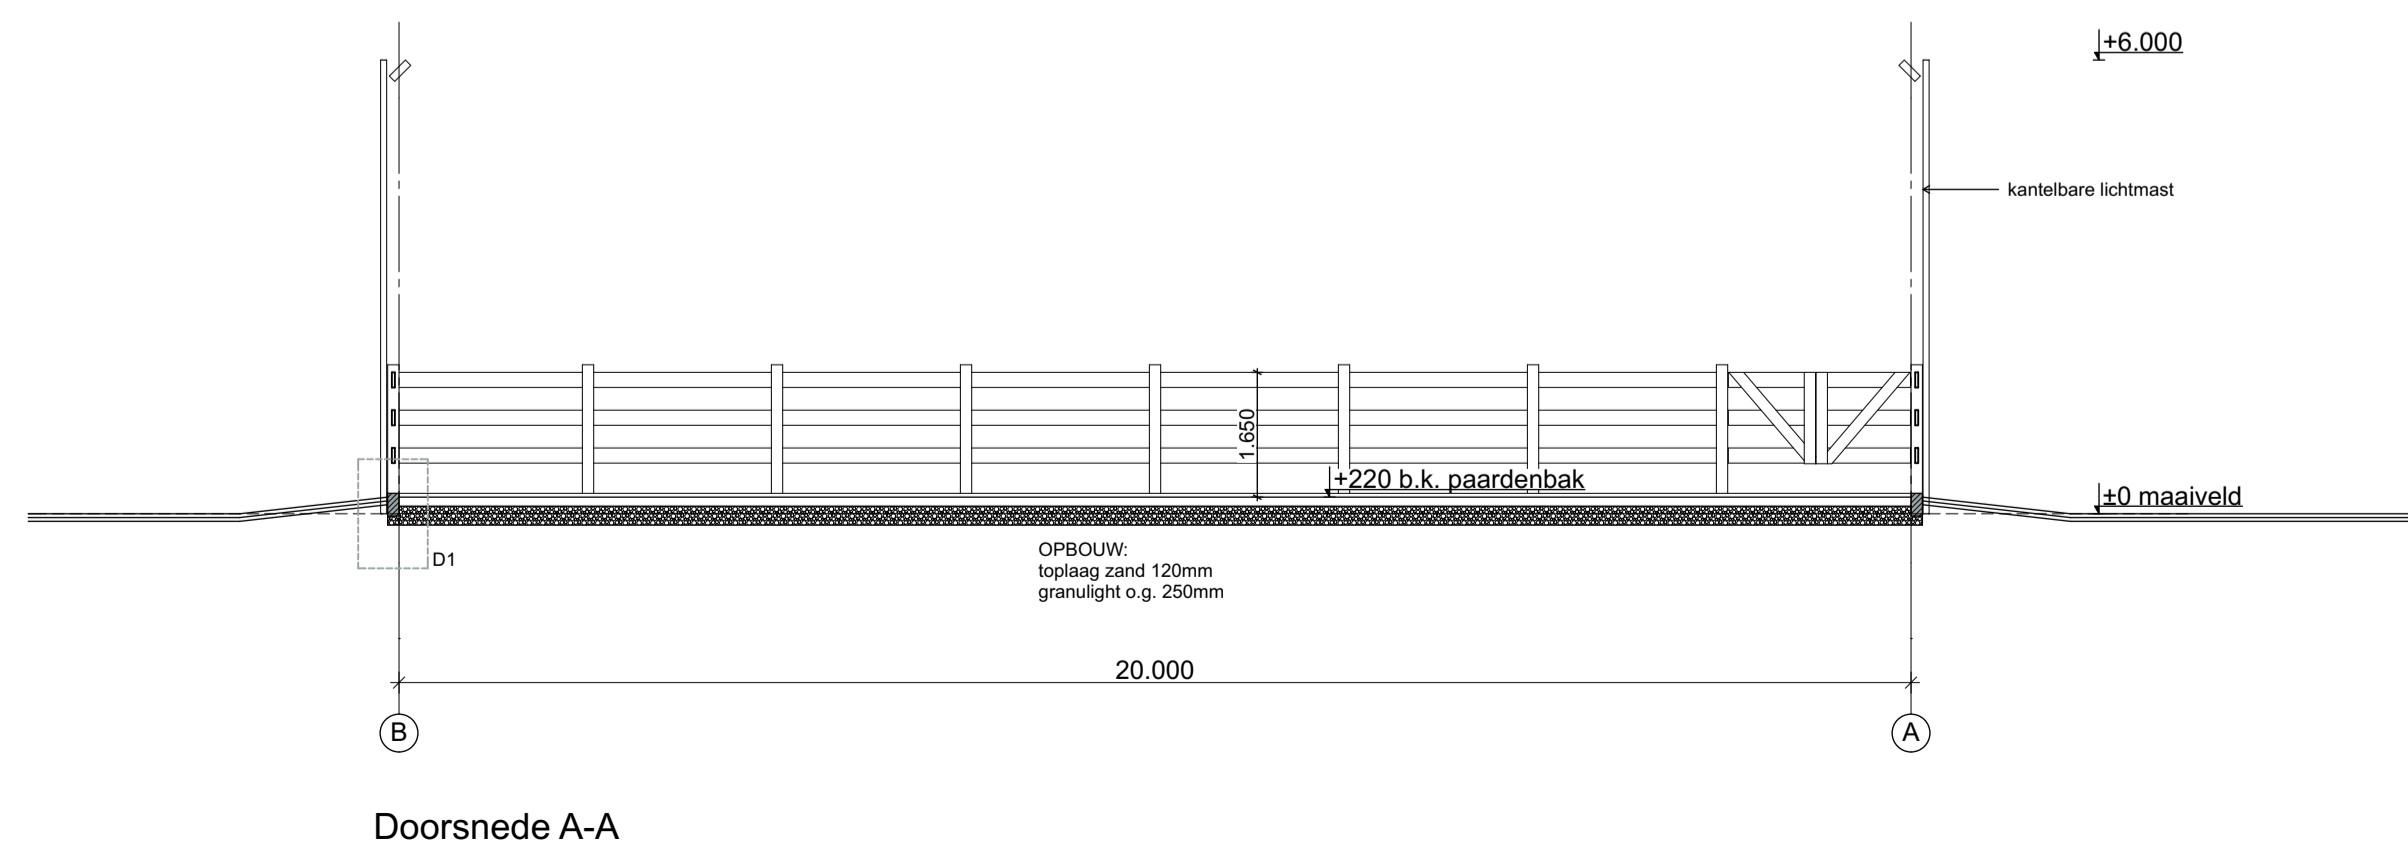 +6.000
kantelbare lichtmast
1.650
+220 b.k. paardenbak
±0 maaiveld
D1
OPBOUW:
toplaag zand 120mm
granulight o.g. 250mm
20.000
B
A
Doorsnede A-A